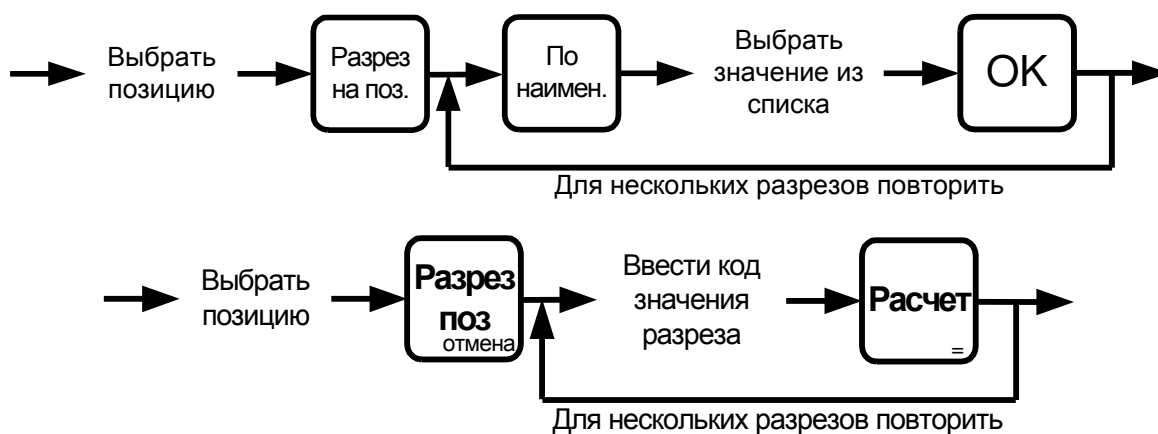 Выбрать
позицию
Разрез
на поз.
По
наимен.
Выбрать
значение из
списка
OK
Для нескольких разрезов повторить
Выбрать
позицию
Разрез
поз
отмена
Ввести код
значения
разреза
Расчет
=
Для нескольких разрезов повторить